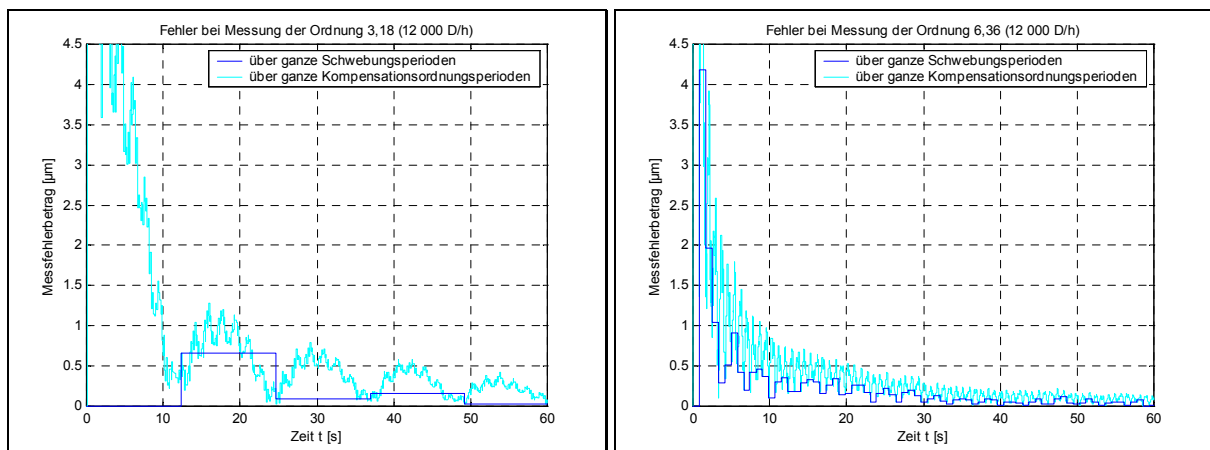 Fehler bei Messung der Ordnung 3,18 (12 000 D/h)
4.5
4
3.5
3
2.5
2
1.5
1
0.5
0
Messfehlerbetrag [µm]
über ganze Schwebungsperioden
über ganze Kompensationsordnungsperioden
0 10 20 30 40 50 60
Zeit t [s]
Fehler bei Messung der Ordnung 6,36 (12 000 D/h)
4.5
4
3.5
3
2.5
2
1.5
1
0.5
0
Messfehlerbetrag [µm]
über ganze Schwebungsperioden
über ganze Kompensationsordnungsperioden
0 10 20 30 40 50 60
Zeit t [s]